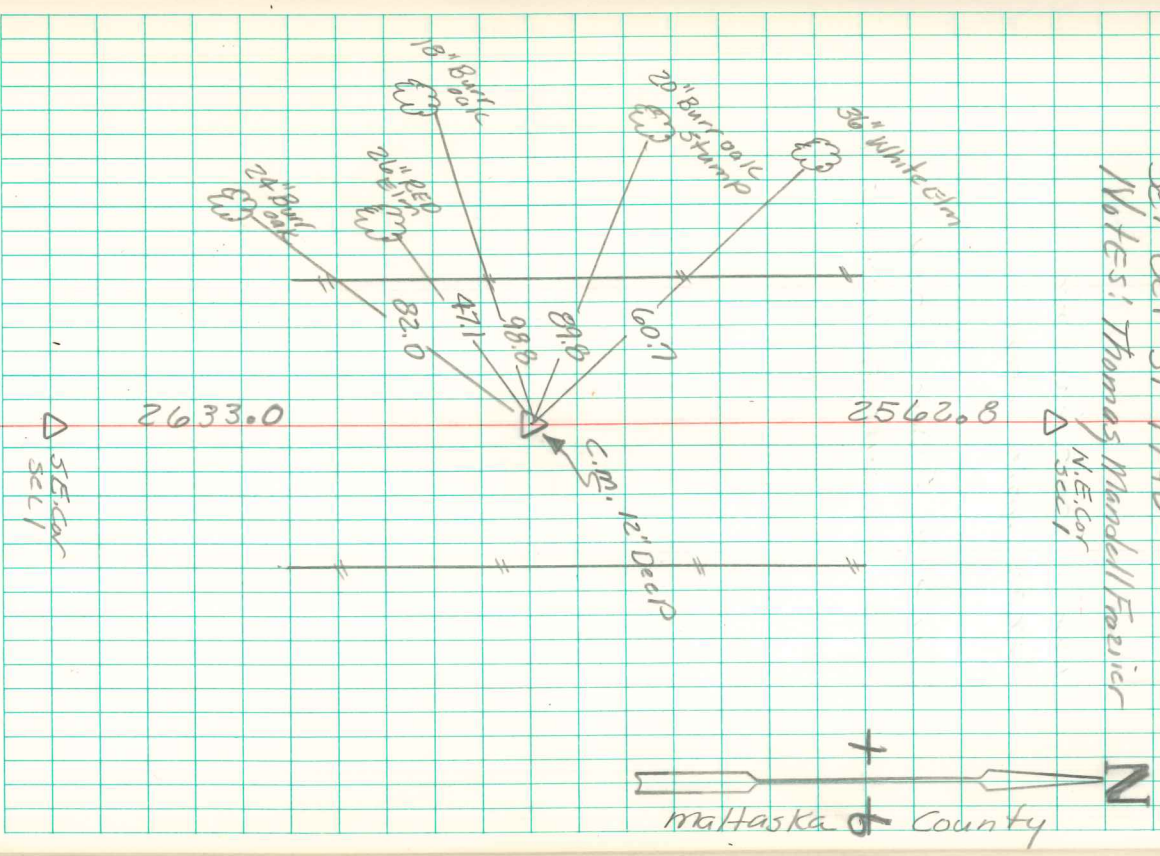 Notes: Thomas Mandell Frazier
18" Burr
oak
20" Burr oak
Stump
36" White Elm
24" Burr
oak
26" RED
Elm
82.0
47.1
98.8
89.8
60.7
2633.0
2562.8
S.E. Cor
Sec 1
N.E. Cor
Sec 1
C.M. 12" Deep
N
mahaska County